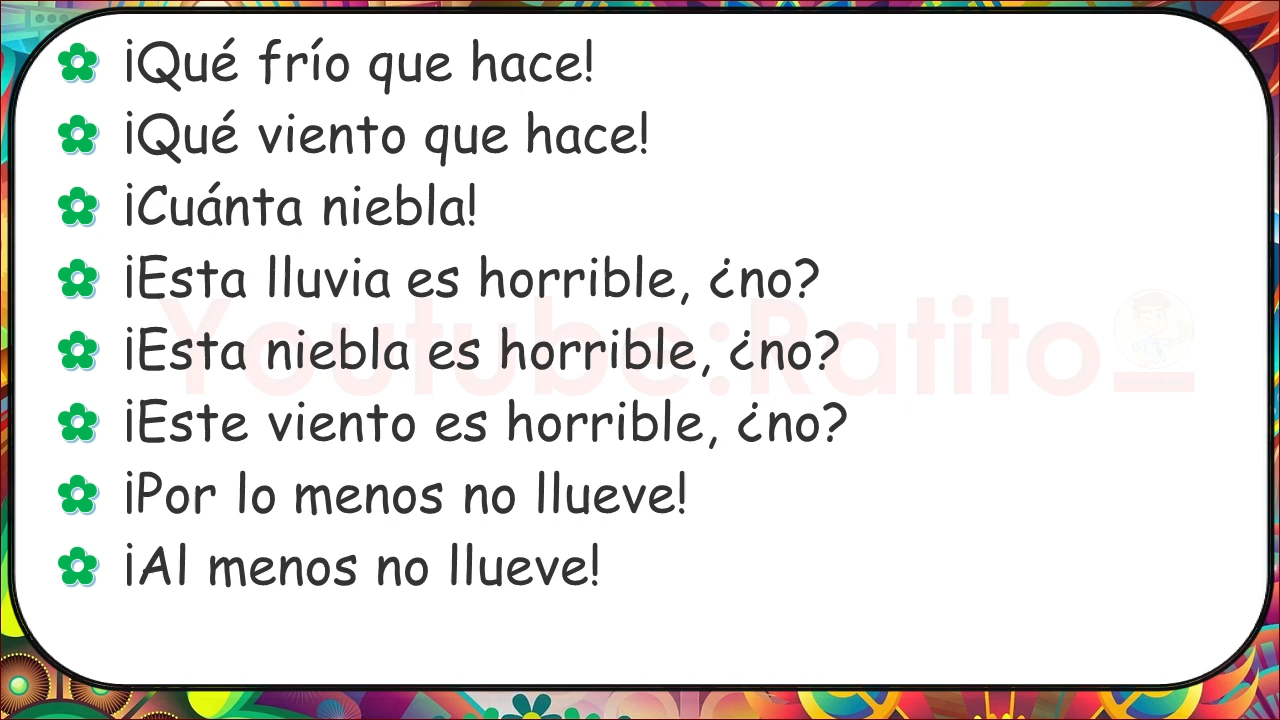 ¡Qué frío que hace!
¡Qué viento que hace!
¡Cuánta niebla!
¡Esta lluvia es horrible, ¿no?
¡Esta niebla es horrible, ¿no?
¡Este viento es horrible, ¿no?
¡Por lo menos no llueve!
¡Al menos no llueve!
Youtube:Ratito_